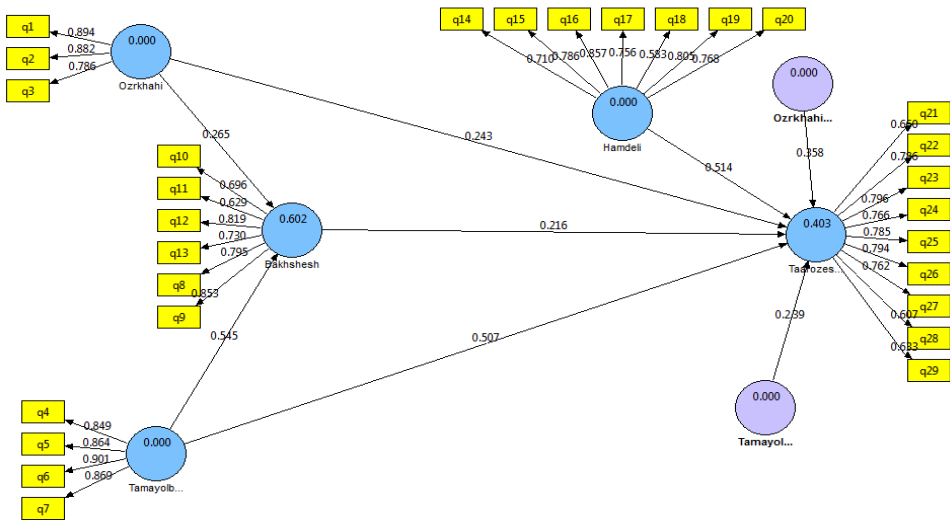 q1
q2
q3
0.894
0.882
0.786
0.000
Ozrkhahi
q14
q15
q16
q17
q18
q19
q20
0.710
0.786
0.857
0.756
0.533
0.805
0.768
0.000
Hamdeli
0.000
Ozrkhahi...
0.265
0.243
0.514
0.358
q10
q11
q12
q13
q8
q9
0.696
0.629
0.819
0.730
0.795
0.853
0.602
Bakhshesh
0.216
0.403
Taarozes...
q21
q22
q23
q24
q25
q26
q27
q28
q29
0.796
0.766
0.785
0.794
0.762
0.607
0.545
0.507
0.239
0.000
Tamayol...
q4
q5
q6
q7
0.849
0.864
0.901
0.869
0.000
Tamayolb...